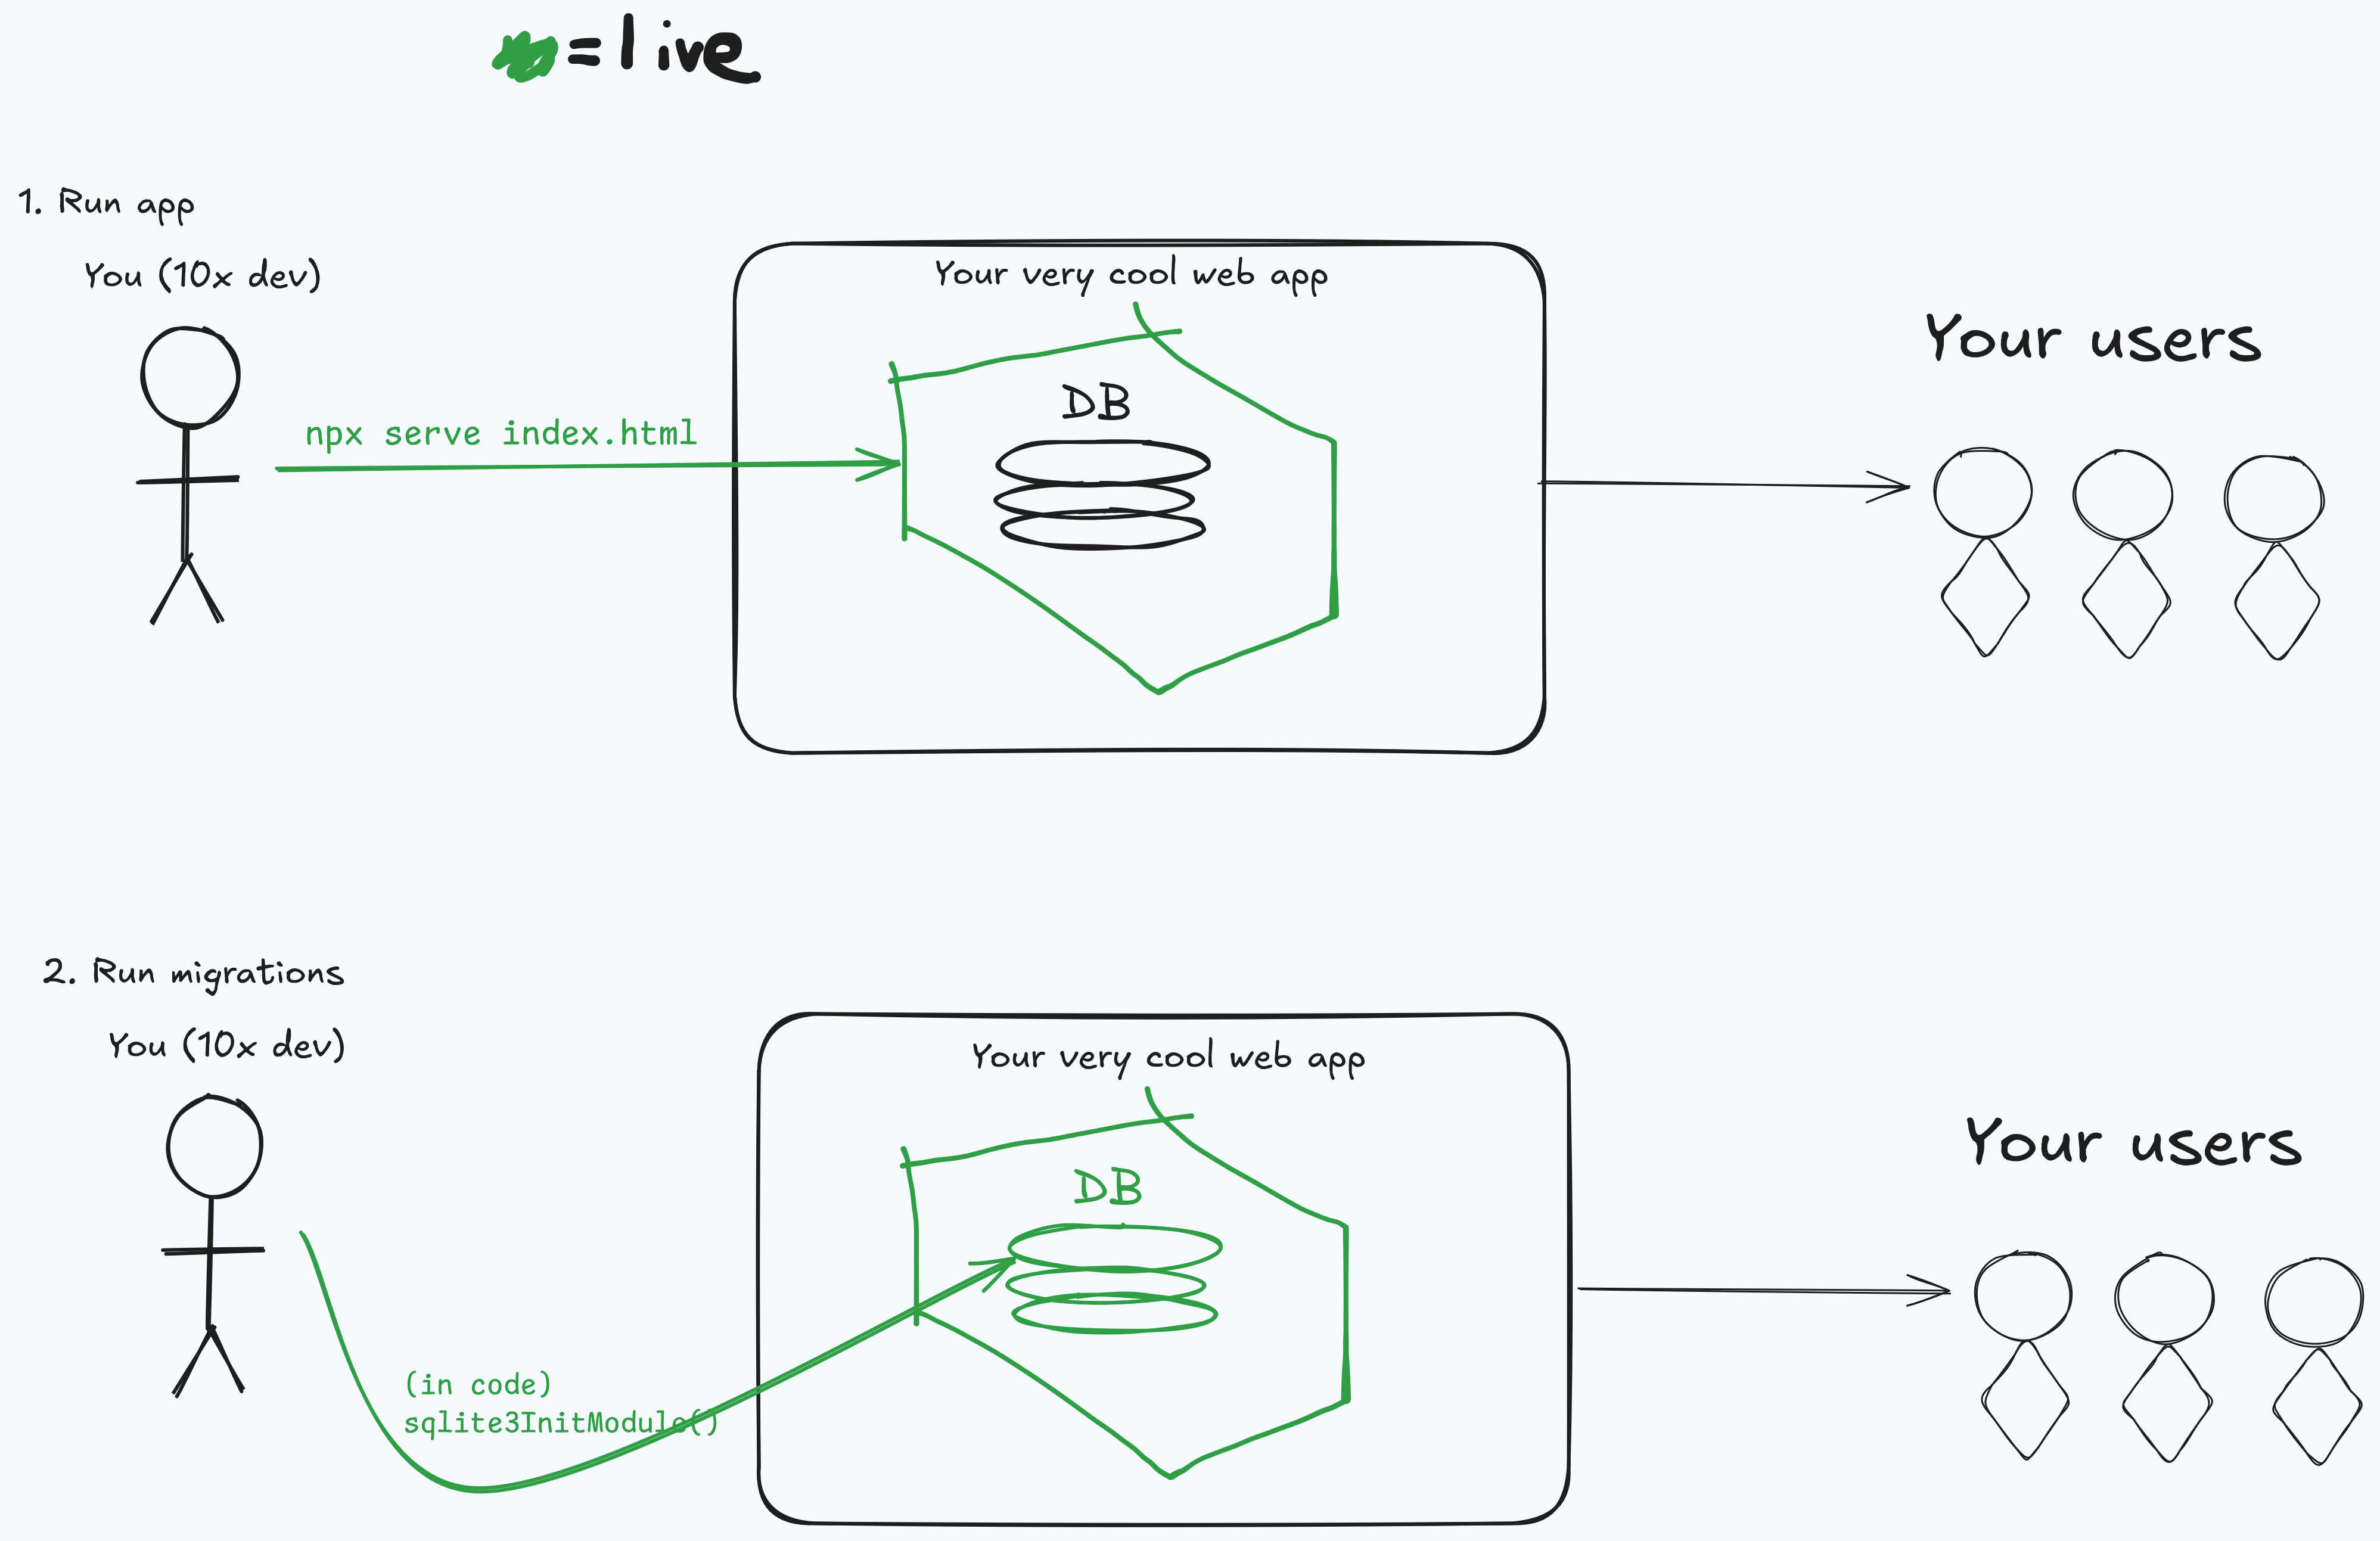 = live
1. Run app
You (10x dev)
Your very cool web app
Your users
DB
npx serve index.html
2. Run migrations
You (10x dev)
Your very cool web app
Your users
DB
(in code)
sqlite3InitModule()